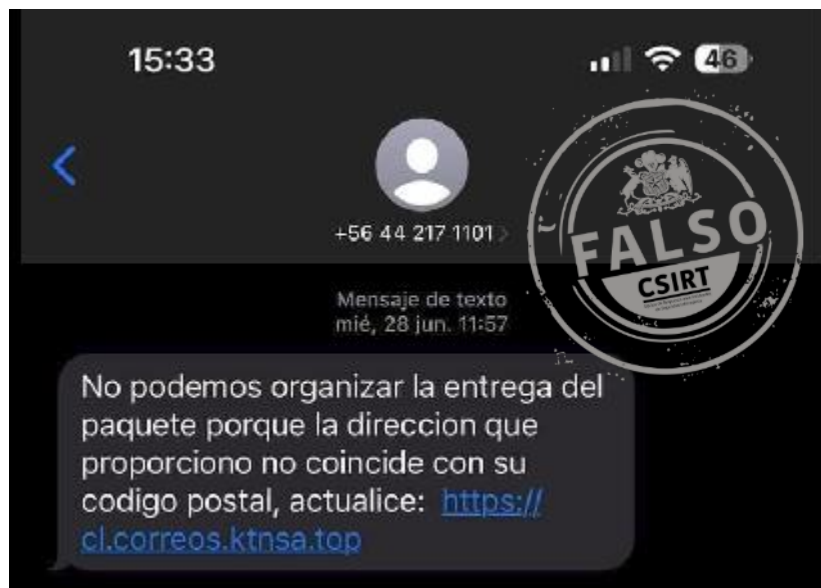 15:33
46
+56 44 217 1101
FALSO
CSIRT
Mensaje de texto
mié, 28 jun. 11:57
No podemos organizar la entrega del
paquete porque la direccion que
proporciono no coincide con su
codigo postal, actualice: https://
cl.correos.ktnsa.top